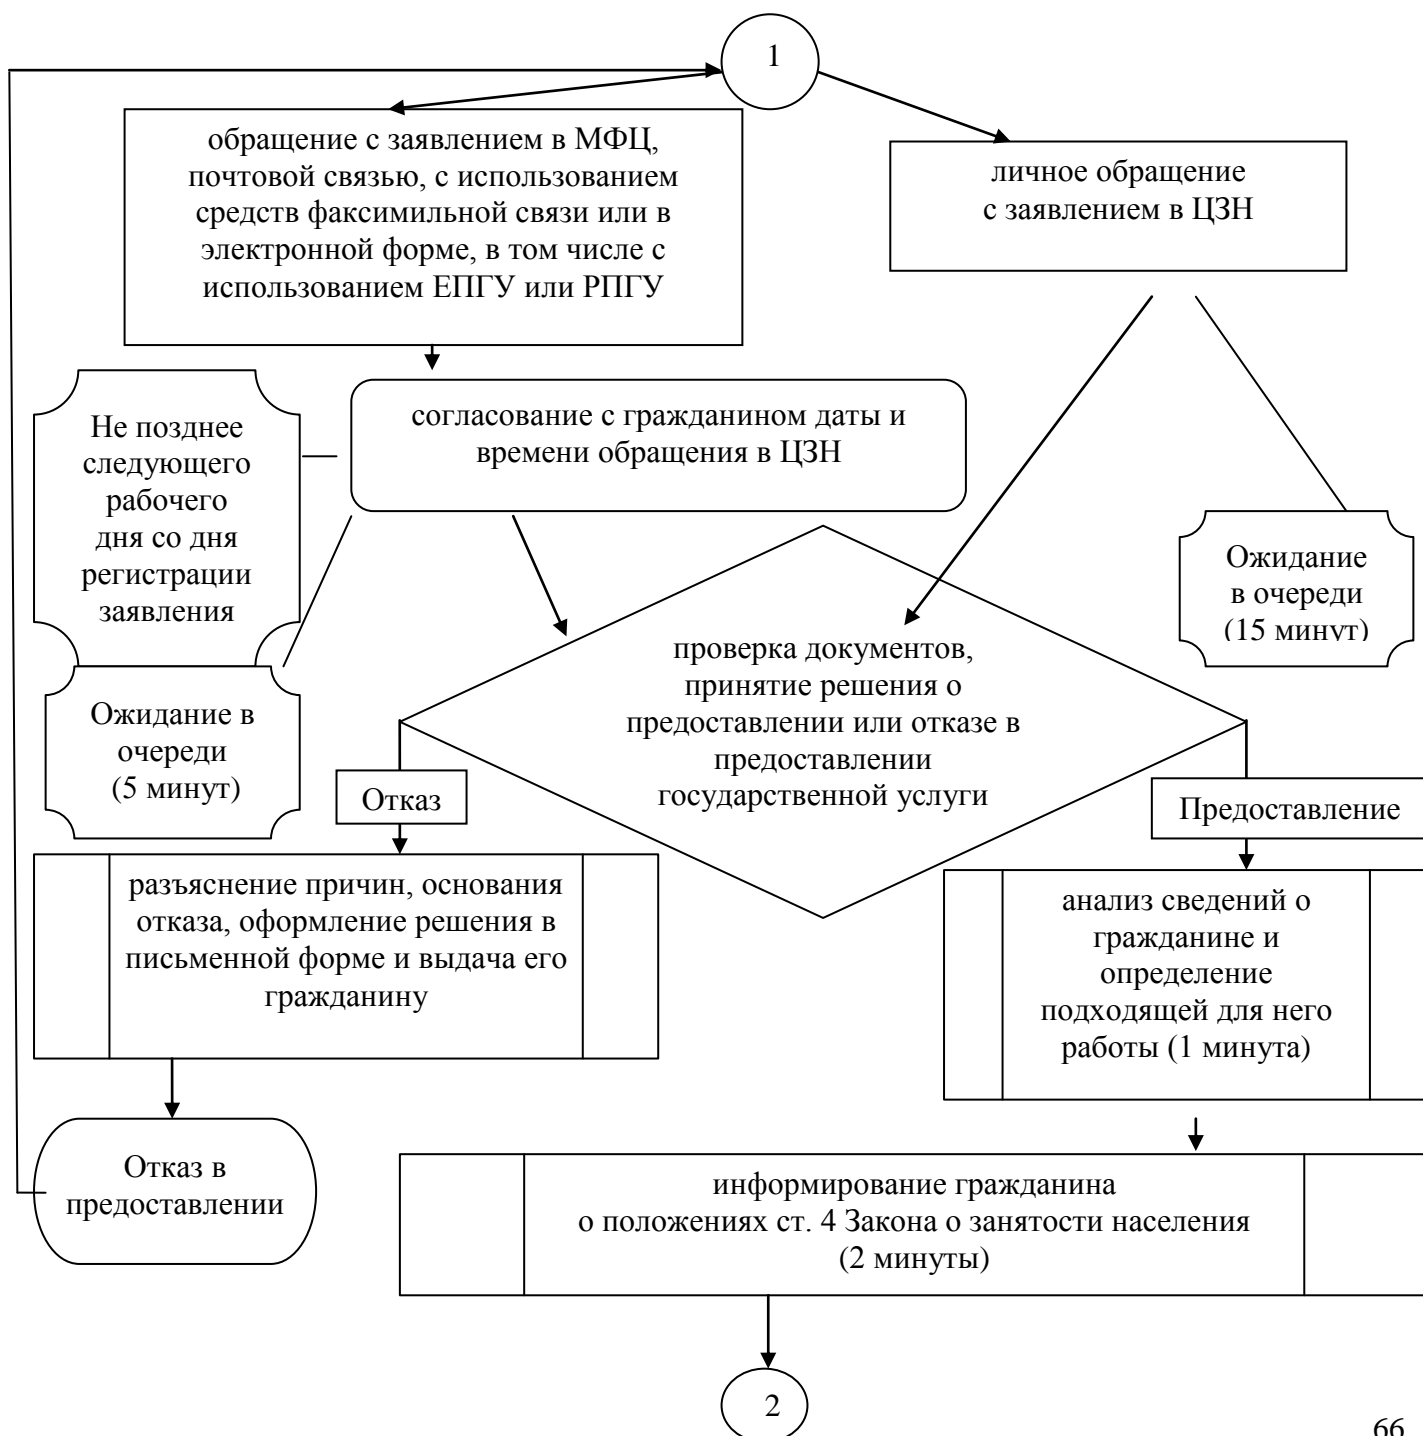 1
обращение с заявлением в МФЦ,
почтовой связью, с использованием
средств факсимильной связи или в
электронной форме, в том числе с
использованием ЕПГУ или РПГУ
личное обращение
с заявлением в ЦЗН
Не позднее
следующего
рабочего
дня со дня
регистрации
заявления
согласование с гражданином даты и
времени обращения в ЦЗН
Ожидание
в очереди
(15 минут)
Ожидание в
очереди
(5 минут)
проверка документов,
принятие решения о
предоставлении или отказе в
предоставлении
государственной услуги
Отказ
Предоставление
разъяснение причин, основания
отказа, оформление решения в
письменной форме и выдача его
гражданину
анализ сведений о
гражданине и
определение
подходящей для него
работы (1 минута)
Отказ в
предоставлении
информирование гражданина
о положениях ст. 4 Закона о занятости населения
(2 минуты)
2
66